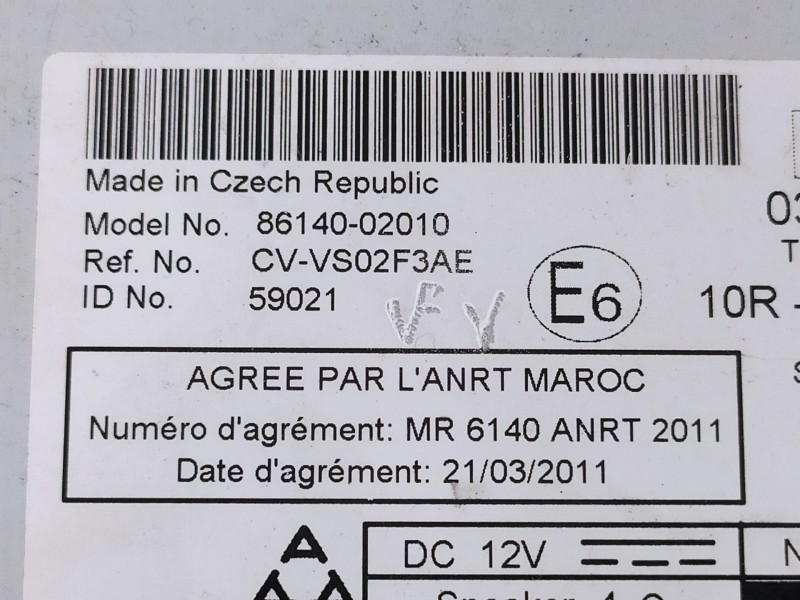 Made in Czech Republic
Model No. 86140-02010
Ref. No. CV-VS02F3AE
ID No. 59021
E6
10R -
AGREE PAR L'ANRT MAROC
Numéro d'agrément: MR 6140 ANRT 2011
Date d'agrément: 21/03/2011
DC 12V